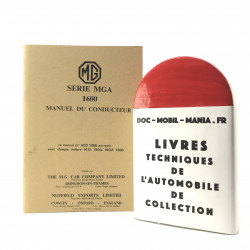 MG
SERIE MGA
1600
MANUEL DU CONDUCTEUR
THE M.G. CAR COMPANY LIMITED
ABINGDON-ON-THAMES
NUFFIELD EXPORTS LIMITED
COWLEY OXFORD ENGLAND
DOC-MOBIL-MANIA.FR
LIVRES
TECHNIQUES
DE
L'AUTOMOBILE
DE
COLLECTION